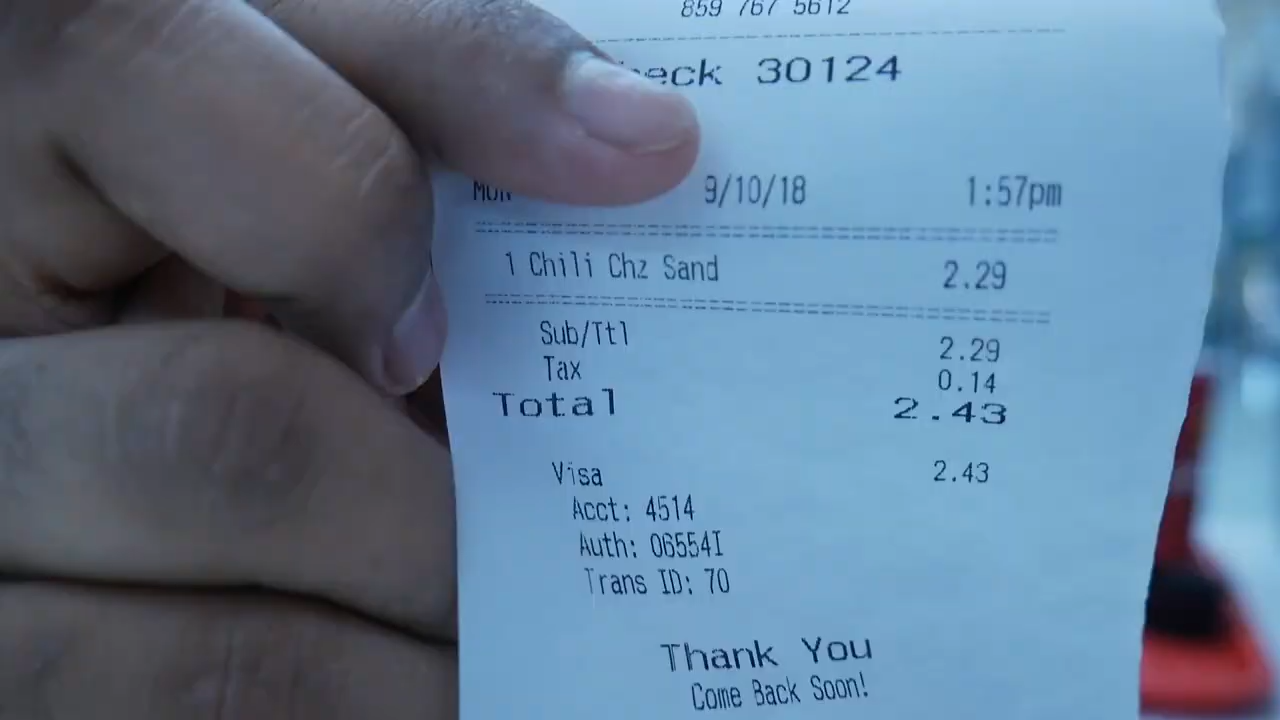 859 767 5612
heck 30124
MON 9/10/18 1:57pm
1 Chili Chz Sand 2.29
Sub/Ttl 2.29
Tax 0.14
Total 2.43
Visa 2.43
Acct: 4514
Auth: 06554I
Trans ID: 70
Thank You
Come Back Soon!